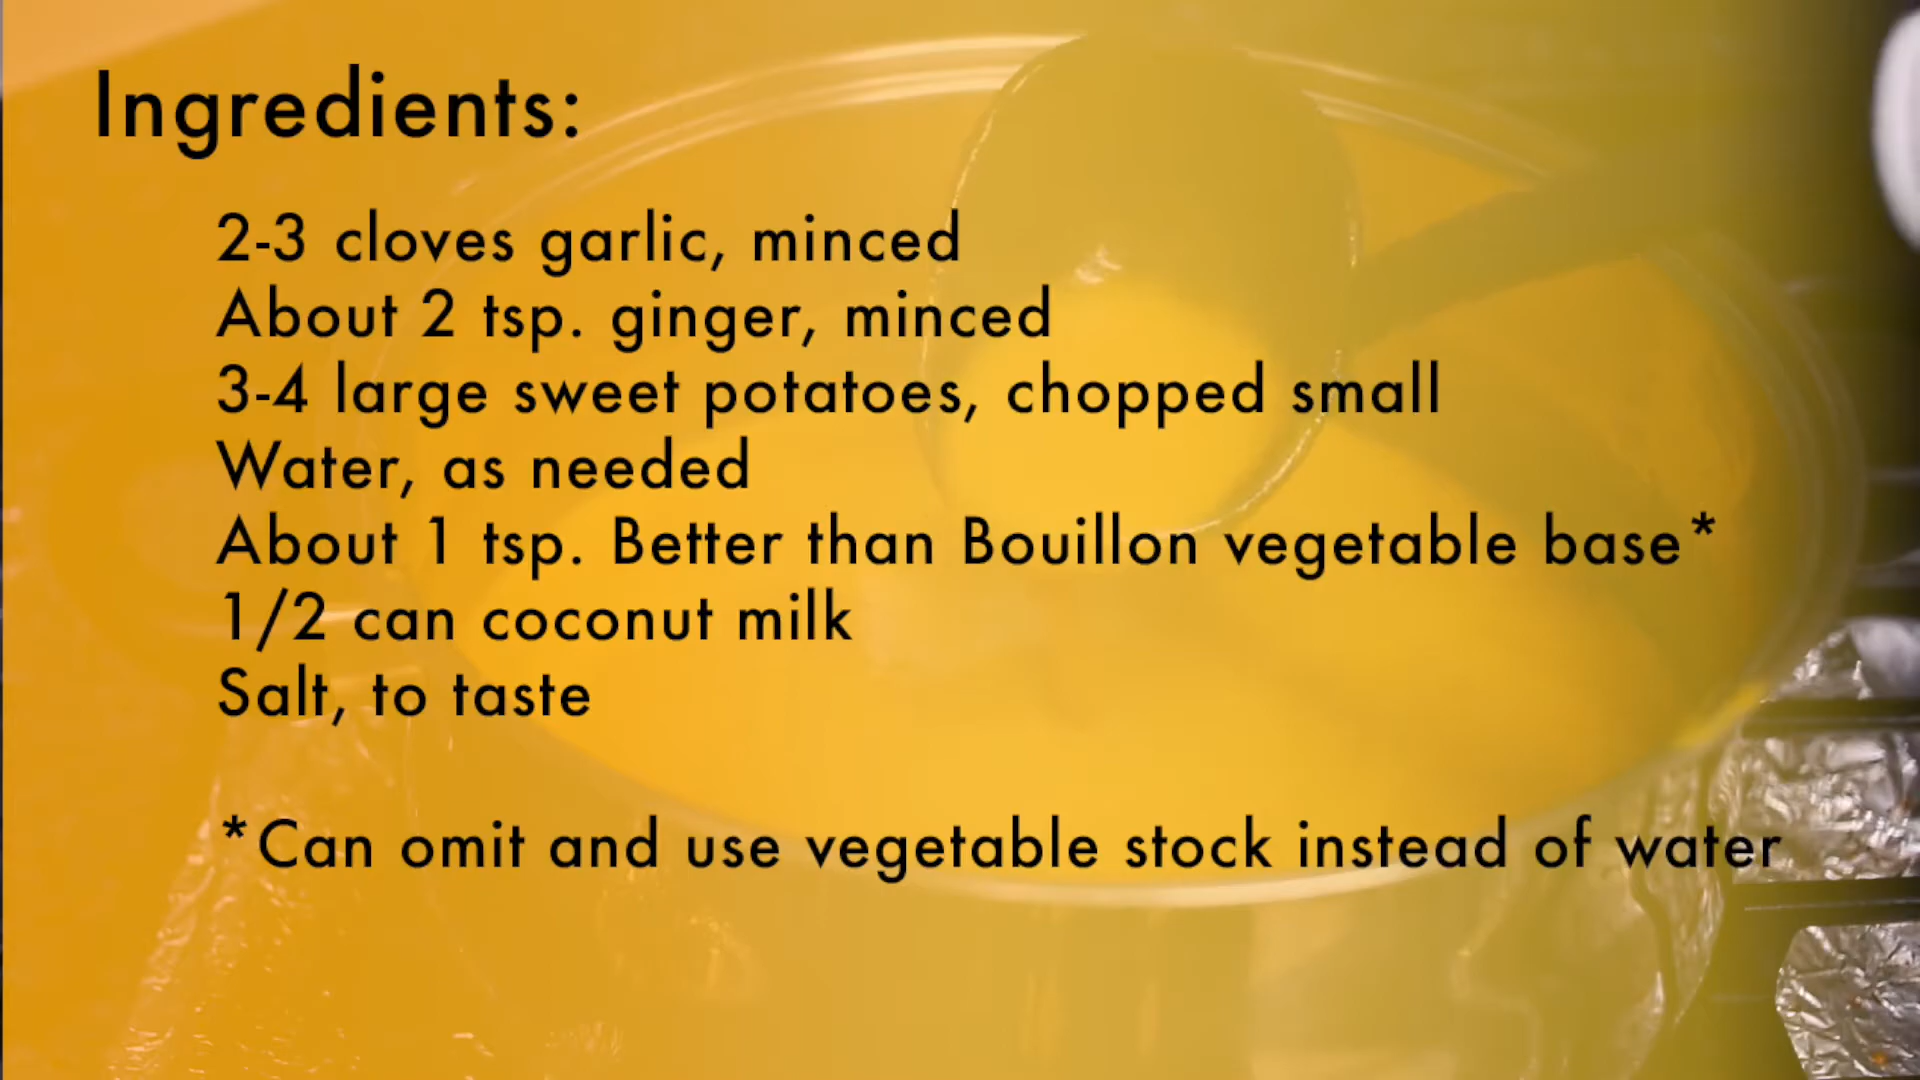 Ingredients:
2-3 cloves garlic, minced
About 2 tsp. ginger, minced
3-4 large sweet potatoes, chopped small
Water, as needed
About 1 tsp. Better than Bouillon vegetable base*
1/2 can coconut milk
Salt, to taste
*Can omit and use vegetable stock instead of water